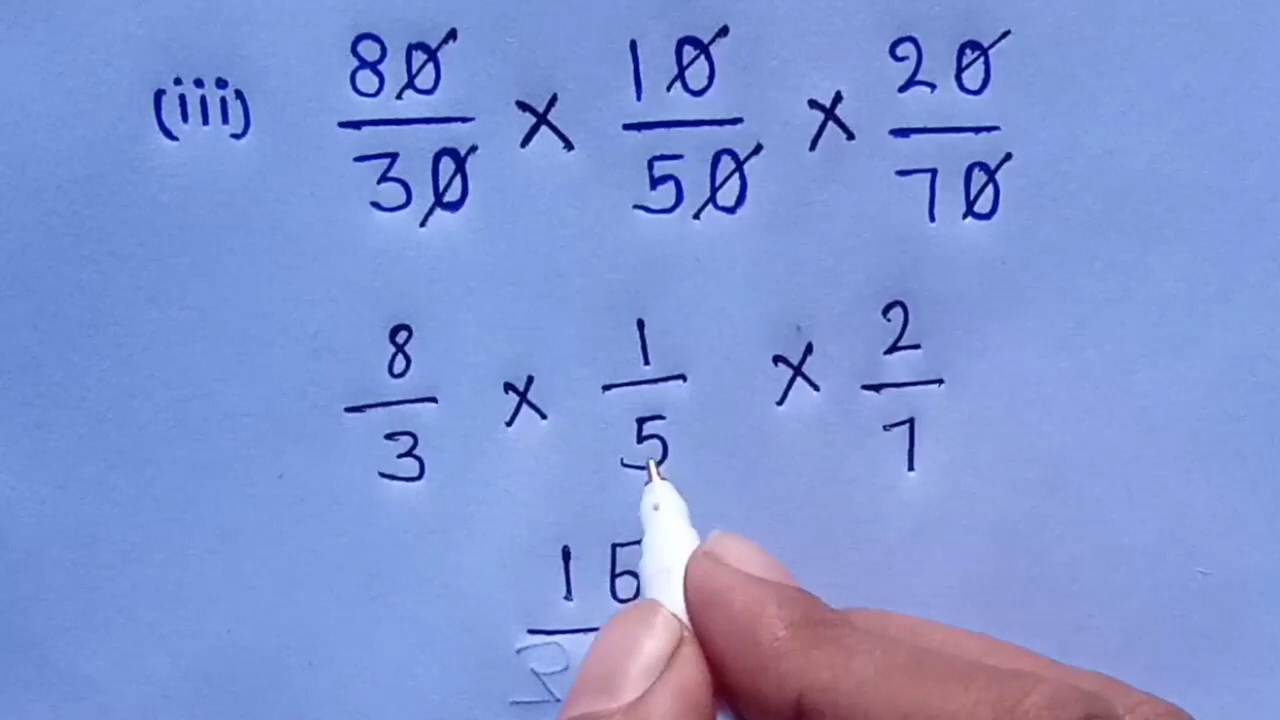 (iii) 80/30 × 10/50 × 20/70
8/3 × 1/5 × 2/7
16